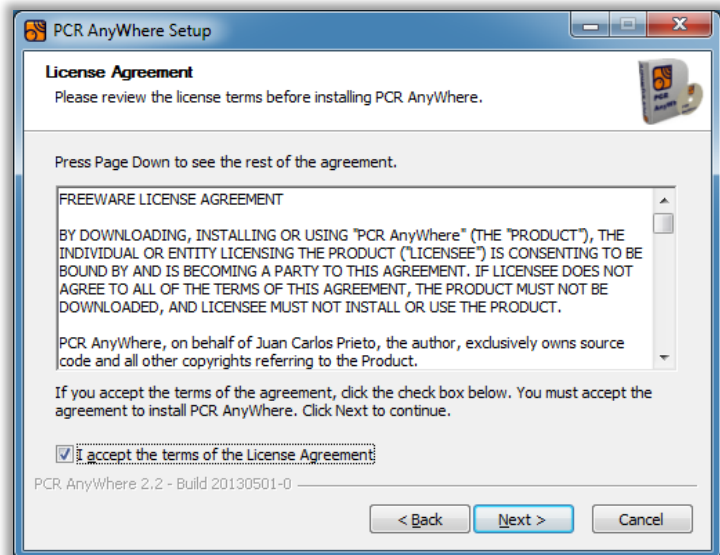 PCR AnyWhere Setup
License Agreement
Please review the license terms before installing PCR AnyWhere.
PCR
AnyWh
Press Page Down to see the rest of the agreement.
FREEWARE LICENSE AGREEMENT
BY DOWNLOADING, INSTALLING OR USING "PCR AnyWhere" (THE "PRODUCT"), THE
INDIVIDUAL OR ENTITY LICENSING THE PRODUCT ("LICENSEE") IS CONSENTING TO BE
BOUND BY AND IS BECOMING A PARTY TO THIS AGREEMENT. IF LICENSEE DOES NOT
AGREE TO ALL OF THE TERMS OF THIS AGREEMENT, THE PRODUCT MUST NOT BE
DOWNLOADED, AND LICENSEE MUST NOT INSTALL OR USE THE PRODUCT.
PCR AnyWhere, on behalf of Juan Carlos Prieto, the author, exclusively owns source
code and all other copyrights referring to the Product.
If you accept the terms of the agreement, click the check box below. You must accept the
agreement to install PCR AnyWhere. Click Next to continue.
I accept the terms of the License Agreement
PCR AnyWhere 2.2 - Build 20130501-0
< Back Next > Cancel